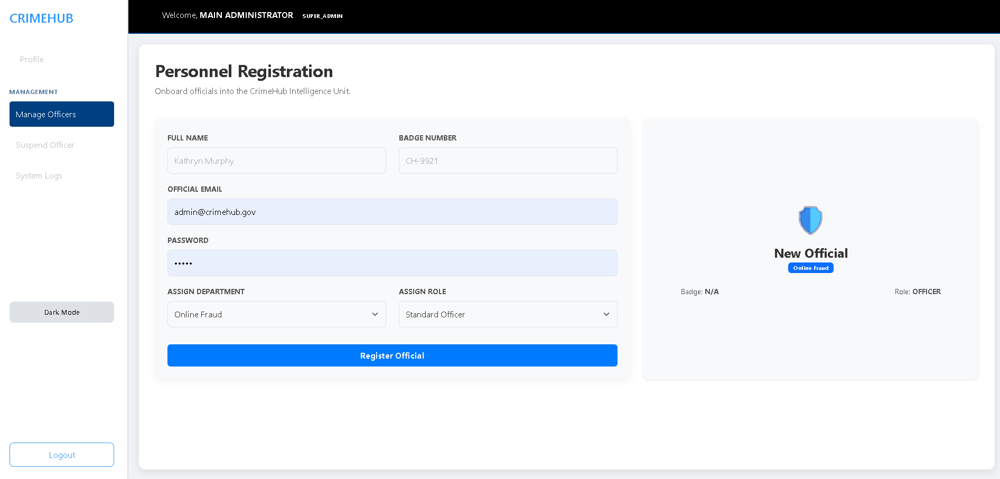 CRIMEHUB
Profile
MANAGEMENT
Manage Officers
Suspend Officer
System Logs
Dark Mode
Logout
Welcome, MAIN ADMINISTRATOR SUPER_ADMIN
Personnel Registration
Onboard officials into the CrimeHub Intelligence Unit.
FULL NAME
Kathryn Murphy
BADGE NUMBER
CH-9921
OFFICIAL EMAIL
admin@crimehub.gov
PASSWORD
•••••
ASSIGN DEPARTMENT
Online Fraud
ASSIGN ROLE
Standard Officer
Register Official
New Official
Online Fraud
Badge: N/A
Role: OFFICER